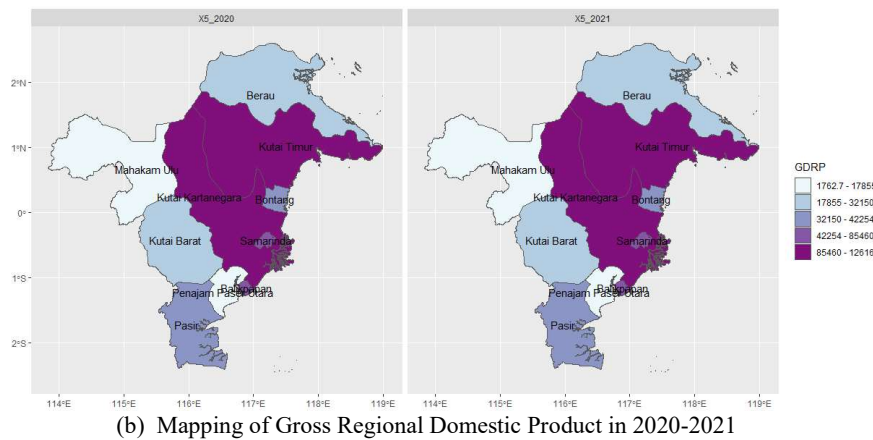 X5_2020 X5_2021
2°N
1°N
0°
1°S
2°S
Berau Berau
Kutai Timur Kutai Timur
Mahakam Ulu Mahakam Ulu
Kutai Kartanegara Kutai Kartanegara
Bontang Bontang
Kutai Barat Kutai Barat
Samarinda Samarinda
Balikpapan Balikpapan
Penajam Paser Utara Penajam Paser Utara
Pasir Pasir
114°E 115°E 116°E 117°E 118°E 119°E 114°E 115°E 116°E 117°E 118°E 119°E
GDRP
1762.7 - 17855
17855 - 32150
32150 - 42254
42254 - 85460
85460 - 12616
(b) Mapping of Gross Regional Domestic Product in 2020-2021